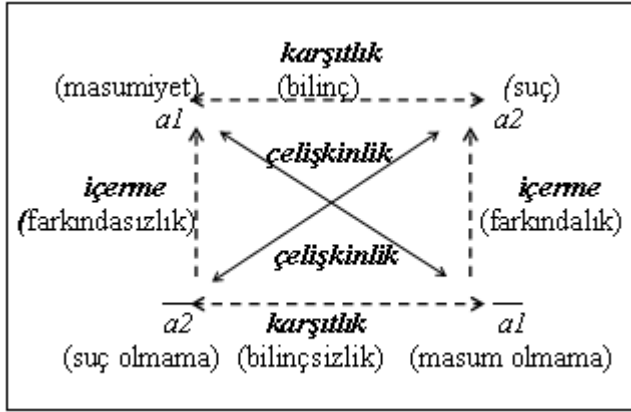 karşıtlık
(masumiyet) (bilinç) (suç)
a1 a2
çelişkinlik
içerme içerme
(farkındasızlık) (farkındalık)
çelişkinlik
a2 karşıtlık a1
(suç olmama) (bilinçsizlik) (masum olmama)